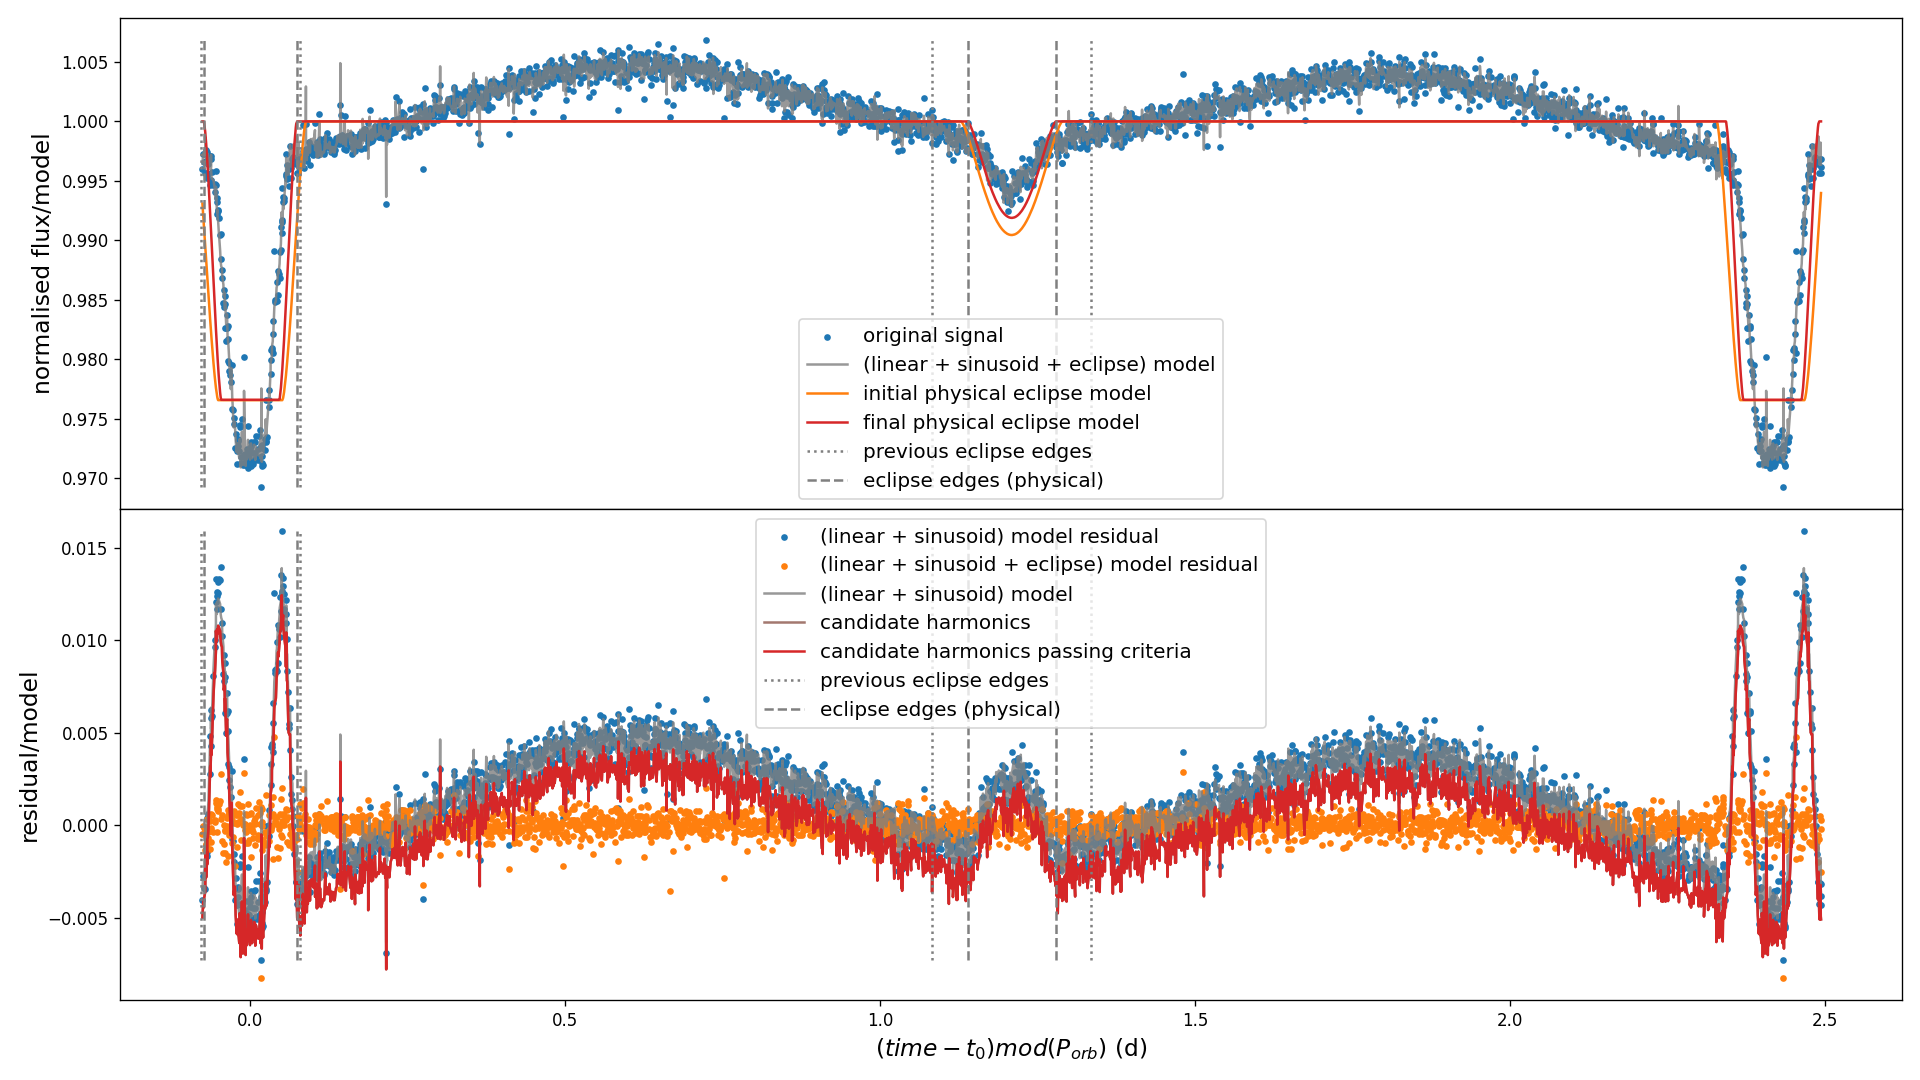 normalised flux/model
1.005
1.000
0.995
0.990
0.985
0.980
0.975
0.970
original signal
(linear + sinusoid + eclipse) model
initial physical eclipse model
final physical eclipse model
previous eclipse edges
eclipse edges (physical)
residual/model
0.015
0.010
0.005
0.000
−0.005
(linear + sinusoid) model residual
(linear + sinusoid + eclipse) model residual
(linear + sinusoid) model
candidate harmonics
candidate harmonics passing criteria
previous eclipse edges
eclipse edges (physical)
0.0 0.5 1.0 1.5 2.0 2.5
(time − t₀)mod(P_orb) (d)